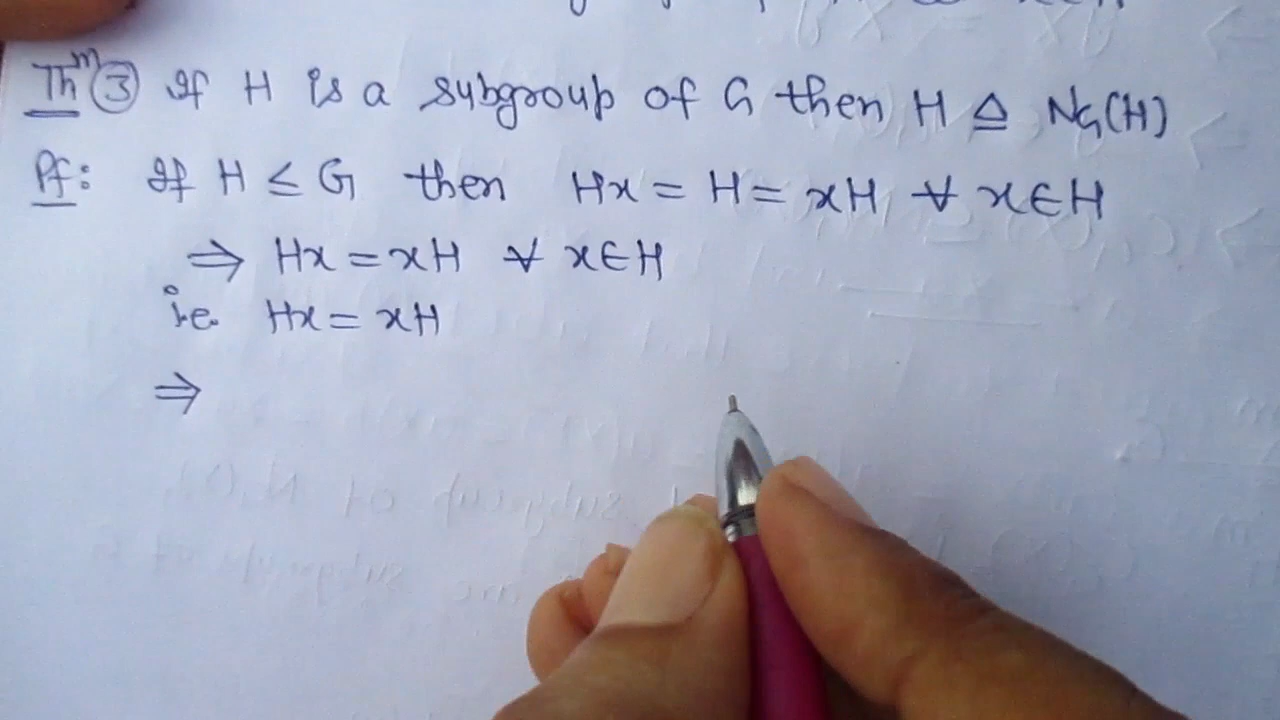 Thm ③ If H is a subgroup of G then H ⊴ NG(H)
Pf: If H ≤ G then Hx = H = xH ∀ x∈H
⇒ Hx = xH ∀ x∈H
i.e. Hx = xH
⇒